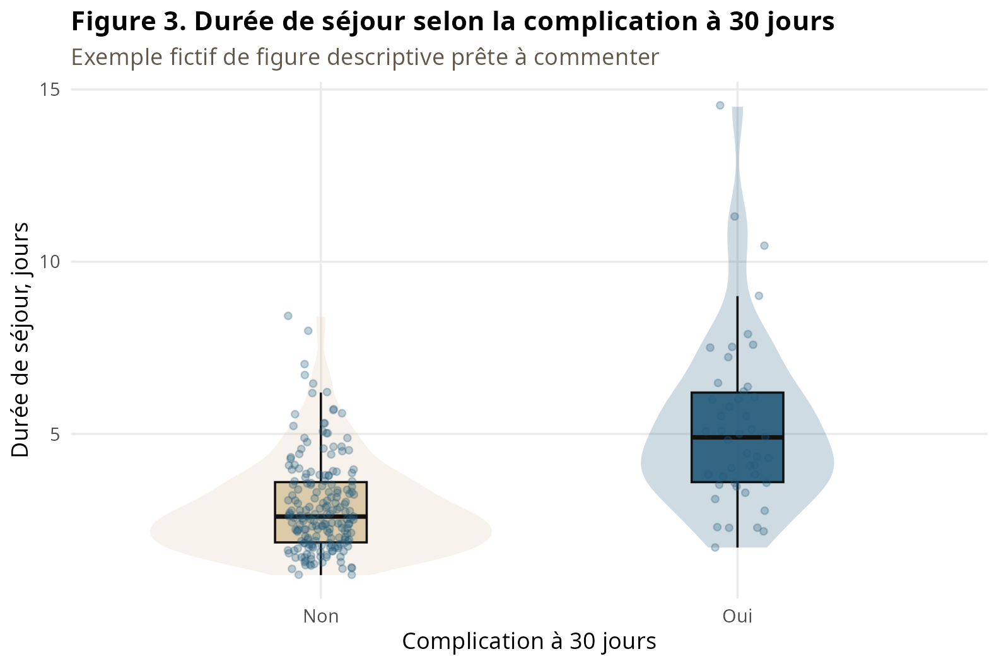 Figure 3. Durée de séjour selon la complication à 30 jours
Exemple fictif de figure descriptive prête à commenter
15
10
5
Durée de séjour, jours
Non
Oui
Complication à 30 jours